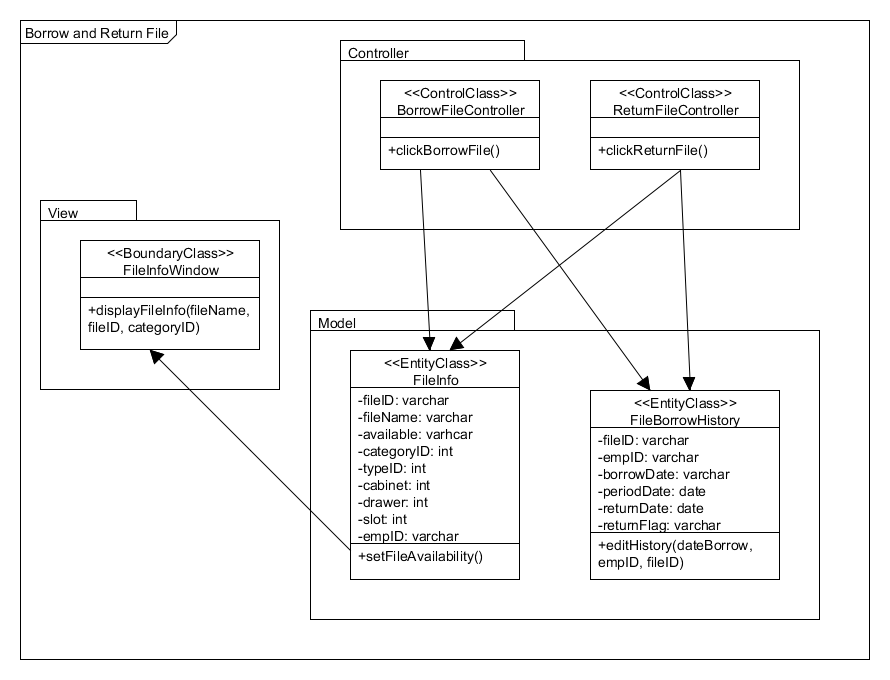 Borrow and Return File
Controller
<<ControlClass>>
BorrowFileController
+clickBorrowFile()
<<ControlClass>>
ReturnFileController
+clickReturnFile()
View
<<BoundaryClass>>
FileInfoWindow
+displayFileInfo(fileName,
fileID, categoryID)
Model
<<EntityClass>>
FileInfo
-fileID: varchar
-fileName: varchar
-available: varhcar
-categoryID: int
-typeID: int
-cabinet: int
-drawer: int
-slot: int
-empID: varchar
+setFileAvailability()
<<EntityClass>>
FileBorrowHistory
-fileID: varchar
-empID: varchar
-borrowDate: varchar
-periodDate: date
-returnDate: date
-returnFlag: varchar
+editHistory(dateBorrow,
empID, fileID)